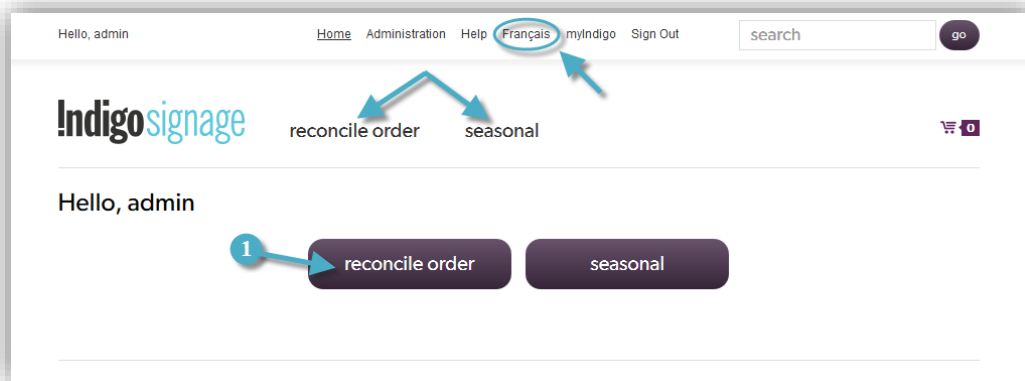 Hello, admin Home Administration Help Français myIndigo Sign Out search go
Indigosignage reconcile order seasonal 0
Hello, admin
1 reconcile order seasonal